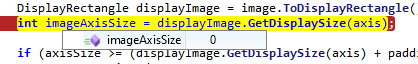 DisplayRectangle displayImage = image.ToDisplayRectangle(
int imageAxisSize = displayImage.GetDisplaySize(axis);
imageAxisSize 0
if (axisSize >= (displayImage.GetDisplaySize(axis) + padd